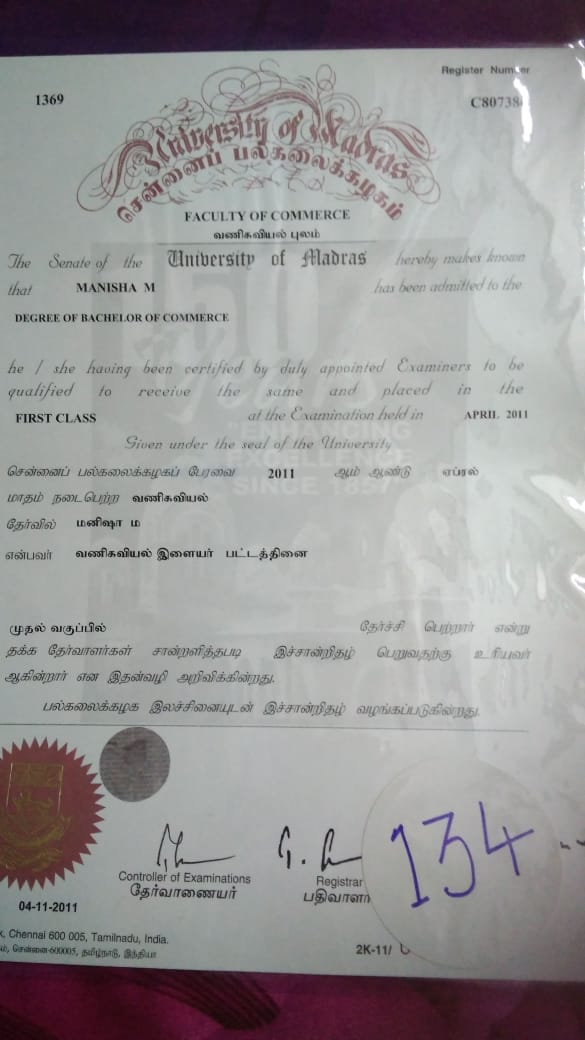 Register Number
1369
C80738
University of Madras
சென்னைப் பல்கலைக்கழகம்
FACULTY OF COMMERCE
வணிகவியல் புலம்
The Senate of the University of Madras hereby makes known
that MANISHA M has been admitted to the
DEGREE OF BACHELOR OF COMMERCE
he / she having been certified by duly appointed Examiners to be
qualified to receive the same and placed in the
FIRST CLASS at the Examination held in APRIL 2011
Given under the seal of the University
சென்னைப் பல்கலைக்கழகப் பேரவை 2011 ஆம் ஆண்டு ஏப்ரல்
SINCE 1857
மாதம் நடைபெற்ற வணிகவியல்
தேர்வில் மனிஷா ம
என்பவர் வணிகவியல் இளையர் பட்டத்தினை
முதல் வகுப்பில் தேர்ச்சி பெற்றார் என்று
தக்க தேர்வாளர்கள் சான்றளித்தபடி இச்சான்றிதழ் பெறுவதற்கு உரியவர்
ஆகின்றார் என இதன்வழி அறிவிக்கின்றது.
பல்கலைக்கழக இலச்சினையுடன் இச்சான்றிதழ் வழங்கப்படுகின்றது.
134
Controller of Examinations Registrar
தேர்வாணையர் பதிவாளர்
04-11-2011
Chennai 600 005, Tamilnadu, India.
சென்னை-600005, தமிழ்நாடு, இந்தியா
2K-11/